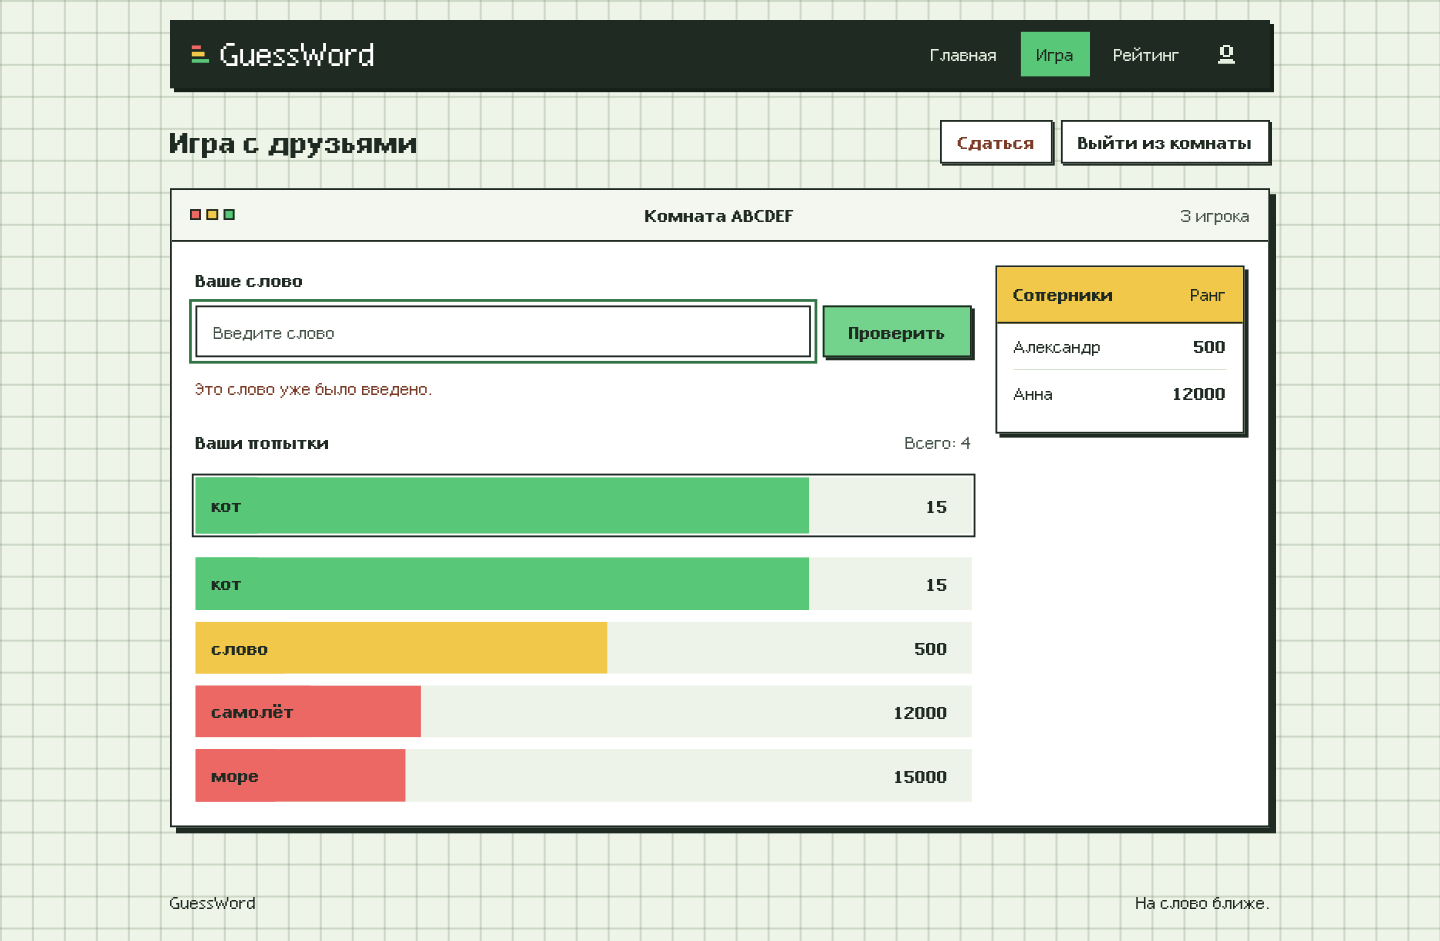 GuessWord
Главная
Игра
Рейтинг
Игра с друзьями
Сдаться
Выйти из комнаты
Комната ABCDEF
3 игрока
Ваше слово
Введите слово
Проверить
Это слово уже было введено.
Соперники
Ранг
Александр
500
Анна
12000
Ваши попытки
Всего: 4
кот
15
кот
15
слово
500
самолёт
12000
море
15000
GuessWord
На слово ближе.